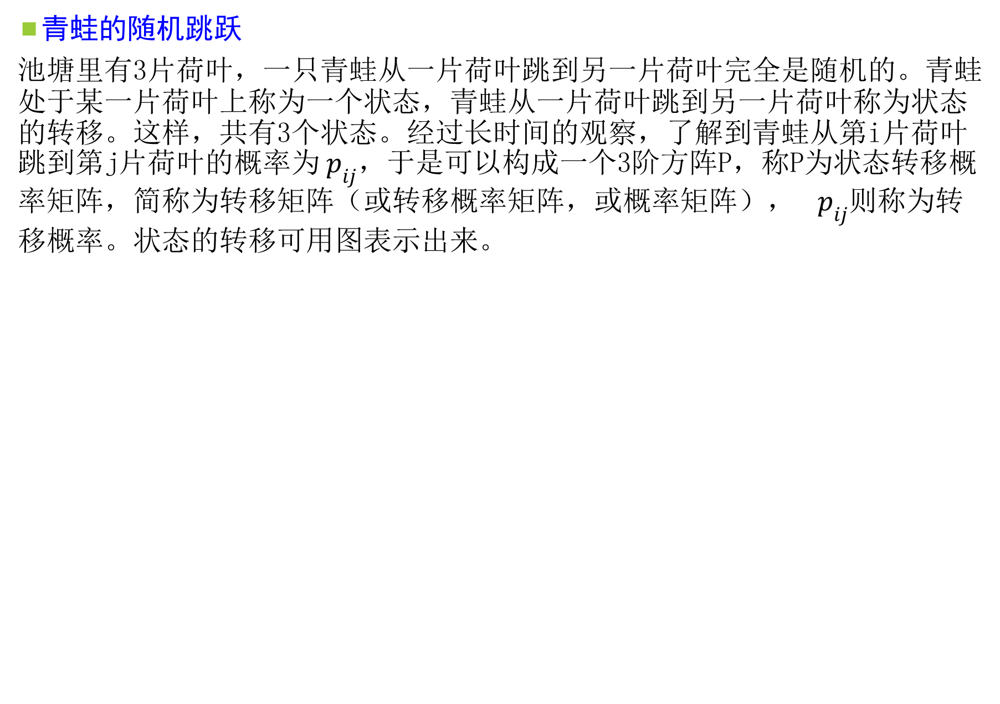 青蛙的随机跳跃
池塘里有3片荷叶，一只青蛙从一片荷叶跳到另一片荷叶完全是随机的。青蛙
处于某一片荷叶上称为一个状态，青蛙从一片荷叶跳到另一片荷叶称为状态
的转移。这样，共有3个状态。经过长时间的观察，了解到青蛙从第i片荷叶
跳到第j片荷叶的概率为 p_{ij}，于是可以构成一个3阶方阵P，称P为状态转移概
率矩阵，简称为转移矩阵（或转移概率矩阵，或概率矩阵）， p_{ij}则称为转
移概率。状态的转移可用图表示出来。